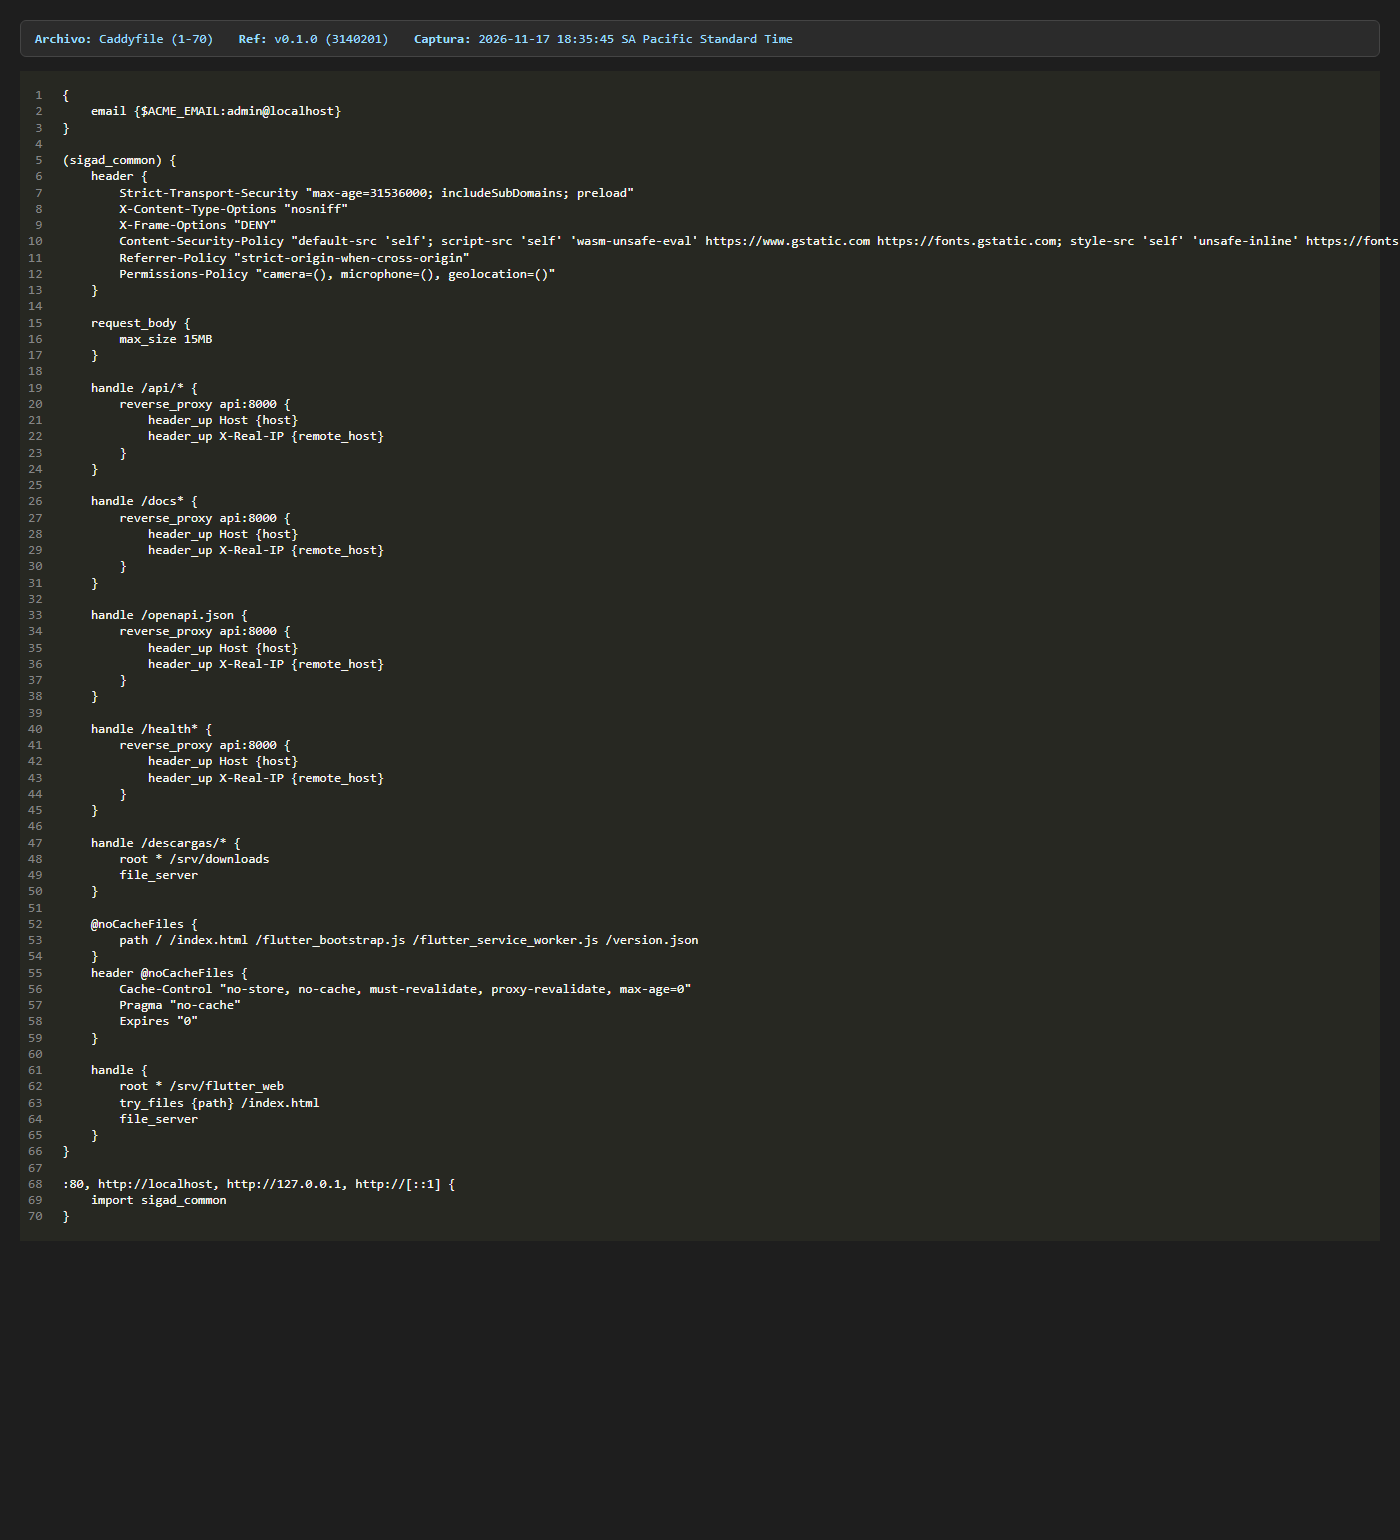 Archivo: Caddyfile (1-70) Ref: v0.1.0 (3140201) Captura: 2026-11-17 18:35:45 SA Pacific Standard Time
1 {
2     email {$ACME_EMAIL:admin@localhost}
3 }
4
5 (sigad_common) {
6     header {
7         Strict-Transport-Security "max-age=31536000; includeSubDomains; preload"
8         X-Content-Type-Options "nosniff"
9         X-Frame-Options "DENY"
10         Content-Security-Policy "default-src 'self'; script-src 'self' 'wasm-unsafe-eval' https://www.gstatic.com https://fonts.gstatic.com; style-src 'self' 'unsafe-inline' https://fonts
11         Referrer-Policy "strict-origin-when-cross-origin"
12         Permissions-Policy "camera=(), microphone=(), geolocation=()"
13     }
14
15     request_body {
16         max_size 15MB
17     }
18
19     handle /api/* {
20         reverse_proxy api:8000 {
21             header_up Host {host}
22             header_up X-Real-IP {remote_host}
23         }
24     }
25
26     handle /docs* {
27         reverse_proxy api:8000 {
28             header_up Host {host}
29             header_up X-Real-IP {remote_host}
30         }
31     }
32
33     handle /openapi.json {
34         reverse_proxy api:8000 {
35             header_up Host {host}
36             header_up X-Real-IP {remote_host}
37         }
38     }
39
40     handle /health* {
41         reverse_proxy api:8000 {
42             header_up Host {host}
43             header_up X-Real-IP {remote_host}
44         }
45     }
46
47     handle /descargas/* {
48         root * /srv/downloads
49         file_server
50     }
51
52     @noCacheFiles {
53         path / /index.html /flutter_bootstrap.js /flutter_service_worker.js /version.json
54     }
55     header @noCacheFiles {
56         Cache-Control "no-store, no-cache, must-revalidate, proxy-revalidate, max-age=0"
57         Pragma "no-cache"
58         Expires "0"
59     }
60
61     handle {
62         root * /srv/flutter_web
63         try_files {path} /index.html
64         file_server
65     }
66 }
67
68 :80, http://localhost, http://127.0.0.1, http://[::1] {
69     import sigad_common
70 }